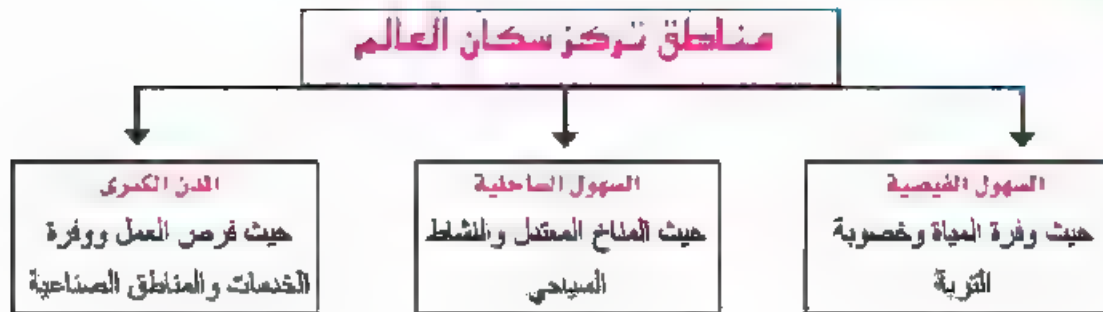 مناطق تركز سكان العالم
السهول الفيضية
حيث وفرة المياة وخصوبة
التربة
السهول الساحلية
حيث المناخ المعتدل والنشاط
السياحي
المدن الكبرى
حيث فرص العمل ووفرة
الخدمات والمناطق الصناعية